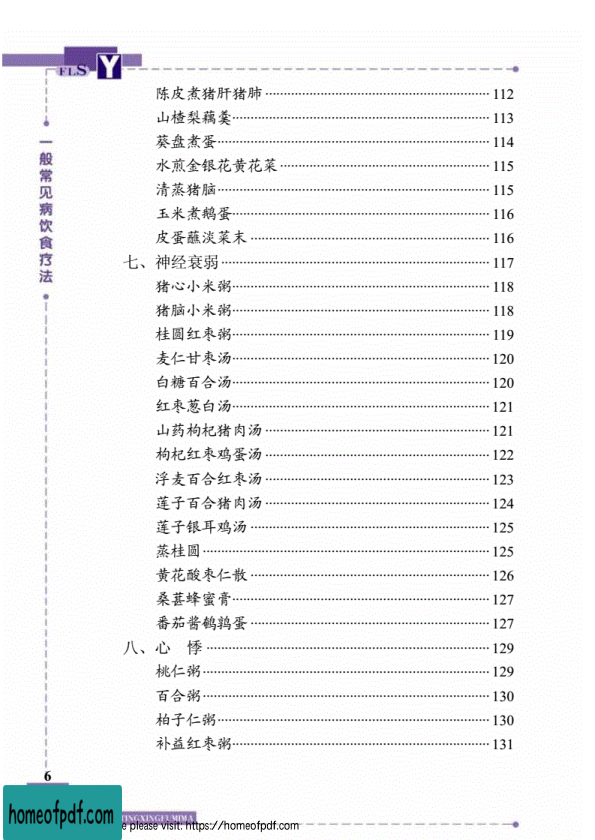 FLS Y
一般常见病饮食疗法
陈皮煮猪肝猪肺 112
山楂梨藕羹 113
葵盘煮蛋 114
水煎金银花黄花菜 115
清蒸猪脑 115
玉米煮鹅蛋 116
皮蛋蘸淡菜末 116
七、神经衰弱 117
猪心小米粥 118
猪脑小米粥 118
桂圆红枣粥 119
麦仁甘枣汤 120
白糖百合汤 120
红枣葱白汤 121
山药枸杞猪肉汤 121
枸杞红枣鸡蛋汤 122
浮麦百合红枣汤 123
莲子百合猪肉汤 124
莲子银耳鸡汤 125
蒸桂圆 125
黄花酸枣仁散 126
桑葚蜂蜜膏 127
番茄酱鹌鹑蛋 127
八、心 悸 129
桃仁粥 129
百合粥 130
柏子仁粥 130
补益红枣粥 131
6
homeofpdf.com
TINGXINGFUMIMA
please visit: https://homeofpdf.com